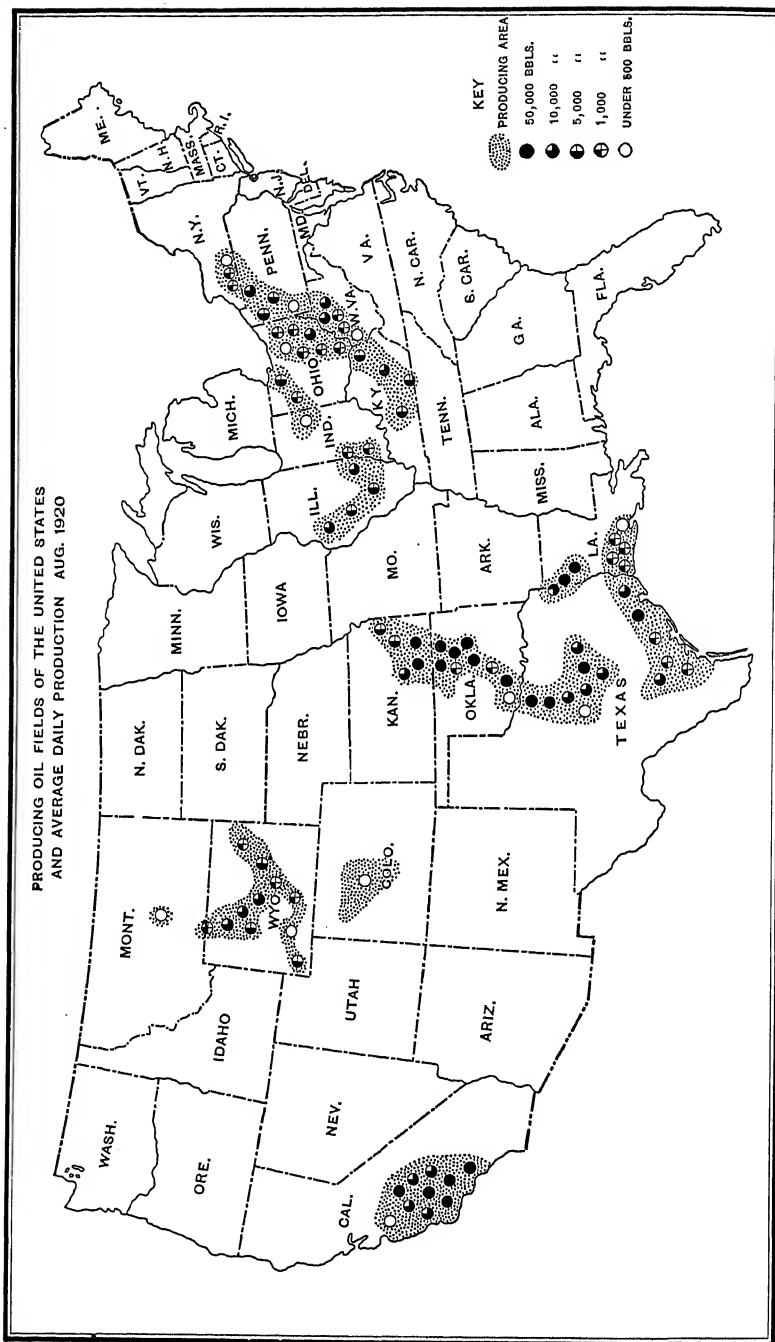 PRODUCING OIL FIELDS OF THE UNITED STATES
AND AVERAGE DAILY PRODUCTION AUG. 1920
WASH.
ORE.
CAL.
NEV.
IDAHO
MONT.
WYO.
UTAH
COLO.
ARIZ.
N. MEX.
N. DAK.
S. DAK.
NEBR.
KAN.
OKLA
TEXAS
MINN.
IOWA
MO.
ARK.
LA.
WIS.
ILL.
MICH.
IND.
OHIO
KY
TENN.
MISS.
ALA.
GA.
FLA.
S. CAR.
N. CAR.
VA.
W. VA.
MD.
DEL.
PENN.
N.J.
N.Y.
VT.
N.H.
MASS.
CT.
R.I.
ME.
KEY
PRODUCING AREA
50,000 BBLS.
10,000 "
5,000 "
1,000 "
UNDER 500 BBLS.